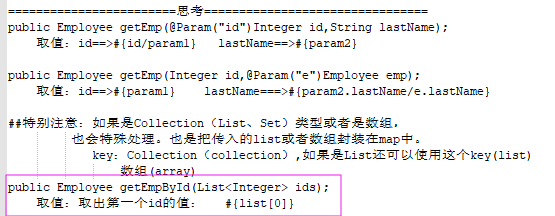 ========================思考================================
public Employee getEmp(@Param("id")Integer id,String lastName);
取值：id==>#{id/param1}   lastName==>#{param2}
public Employee getEmp(Integer id,@Param("e")Employee emp);
取值：id==>#{param1}    lastName===>#{param2.lastName/e.lastName}
##特别注意：如果是Collection（List、Set）类型或者是数组，
也会特殊处理。也是把传入的list或者数组封装在map中。
key：Collection（collection）,如果是List还可以使用这个key(list)
数组(array)
public Employee getEmpById(List<Integer> ids);
取值：取出第一个id的值：   #{list[0]}